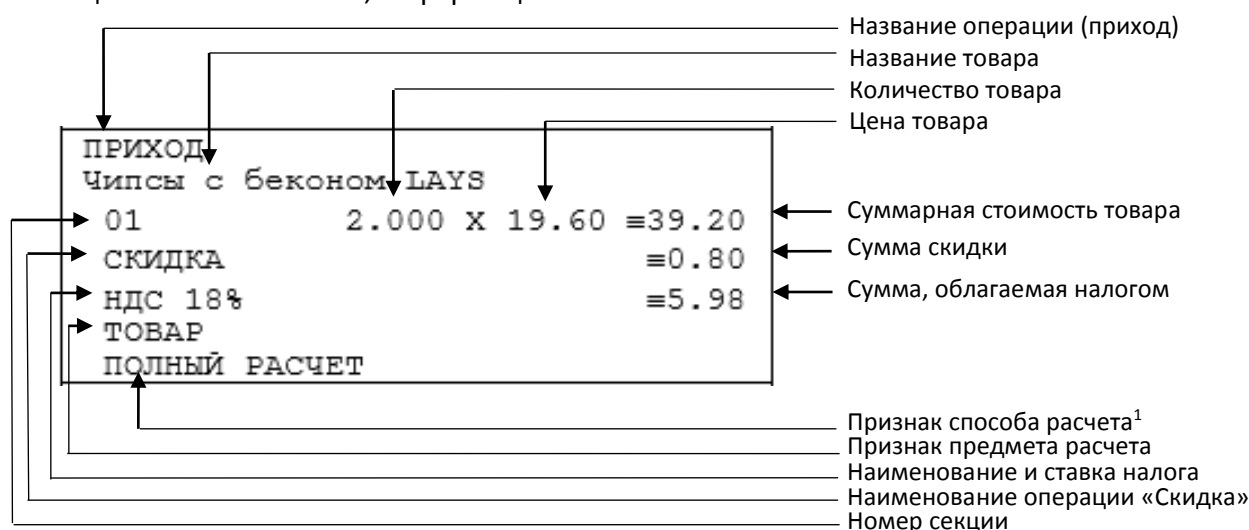 Название операции (приход)
Название товара
Количество товара
Цена товара
ПРИХОД
Чипсы с беконом LAYS
01 2.000 X 19.60 ≡39.20
Суммарная стоимость товара
СКИДКА ≡0.80
Сумма скидки
НДС 18% ≡5.98
Сумма, облагаемая налогом
ТОВАР
ПОЛНЫЙ РАСЧЕТ
Признак способа расчета¹
Признак предмета расчета
Наименование и ставка налога
Наименование операции «Скидка»
Номер секции